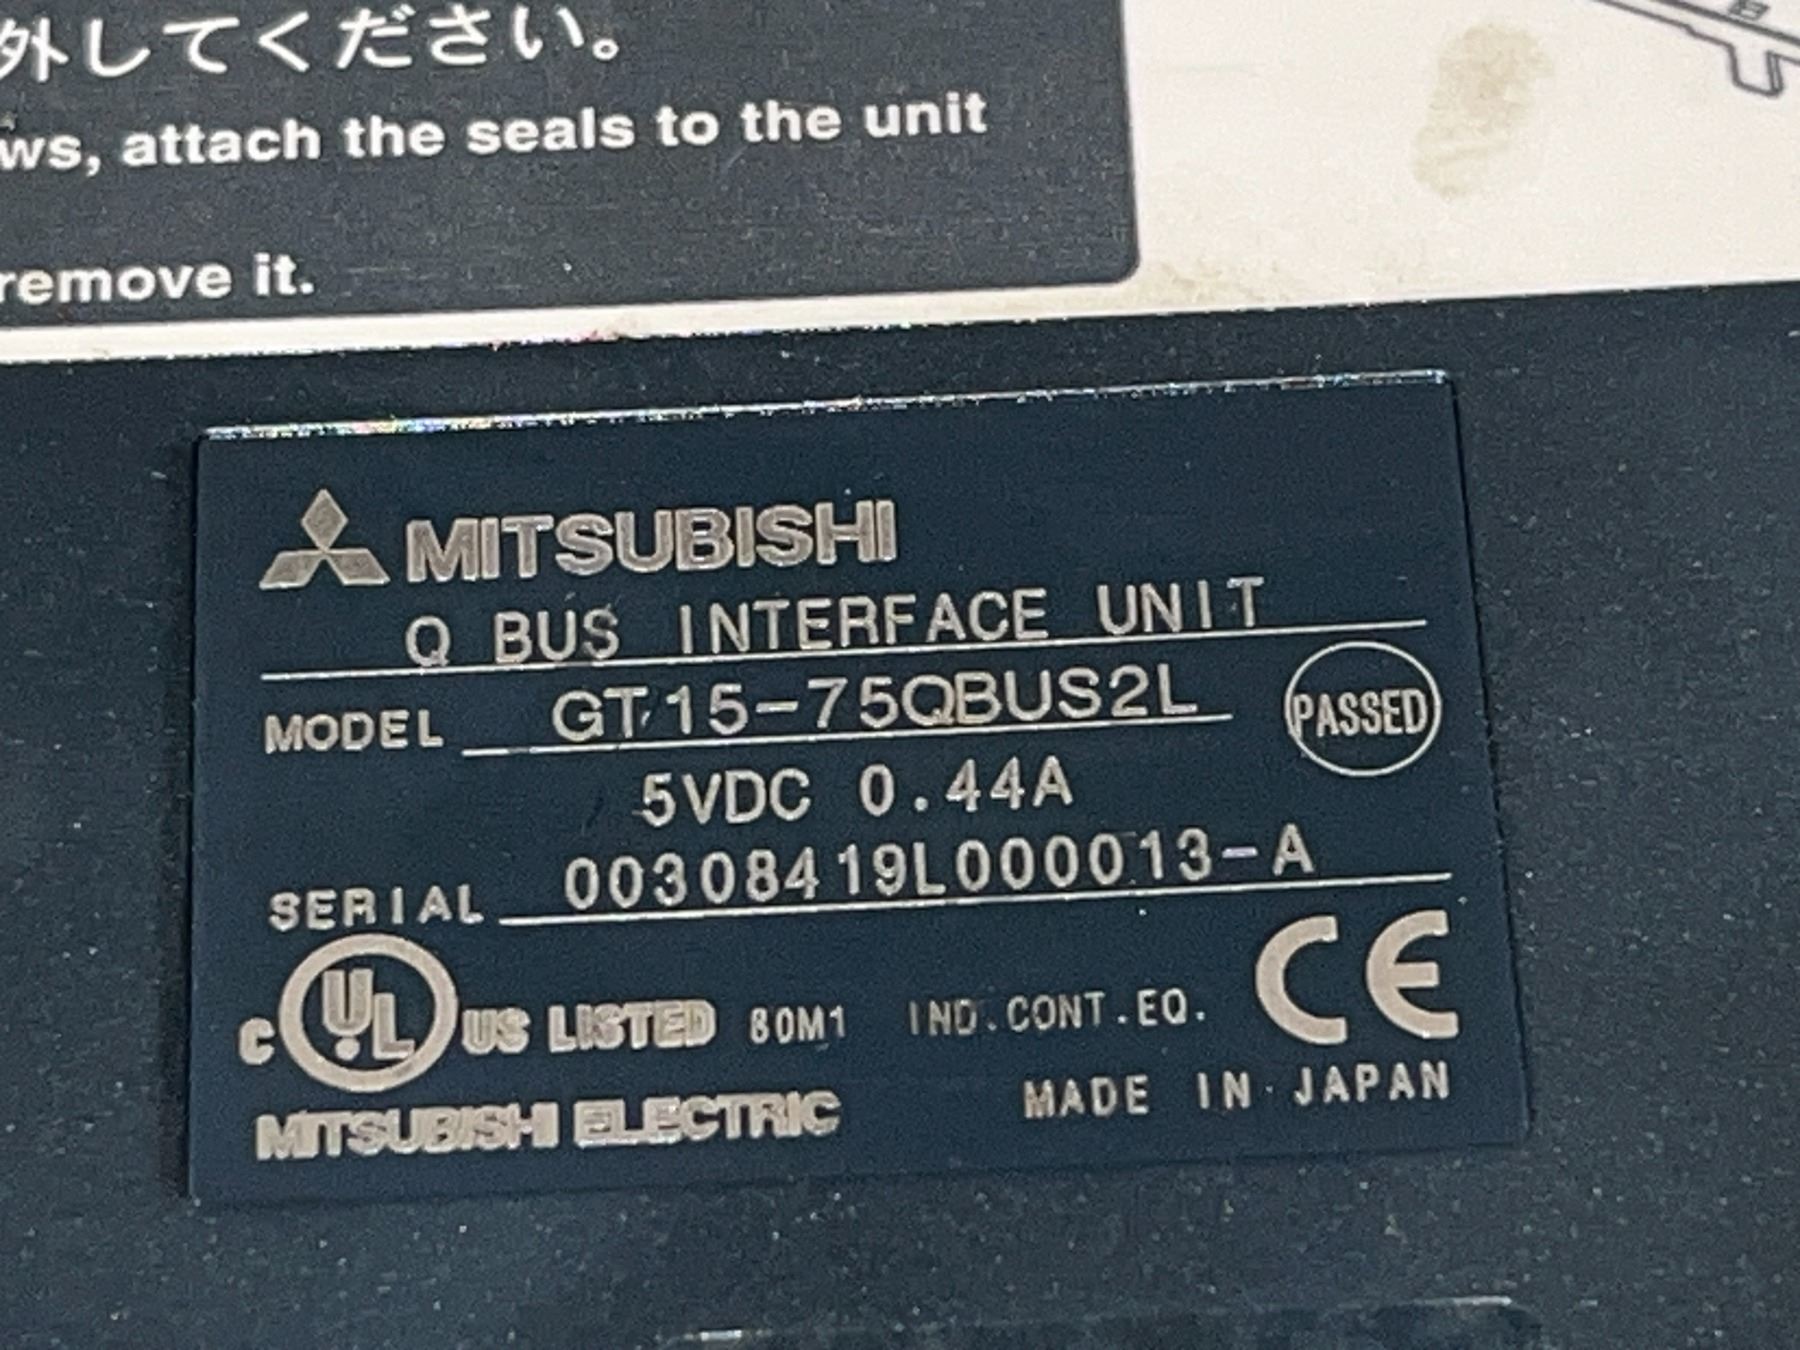 外してください。
ws, attach the seals to the unit
remove it.
MITSUBISHI
Q BUS INTERFACE UNIT
MODEL GT15-75QBUS2L
PASSED
5VDC 0.44A
SERIAL 00308419L000013-A
C UL US LISTED 80M1 IND.CONT.EQ. CE
MITSUBISHI ELECTRIC MADE IN JAPAN